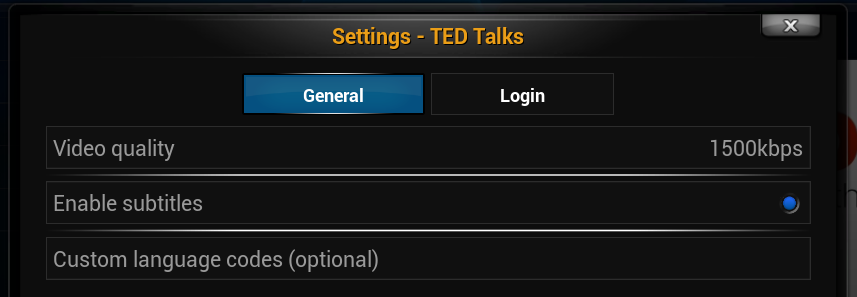 Settings - TED Talks
General Login
Video quality 1500kbps
Enable subtitles
Custom language codes (optional)